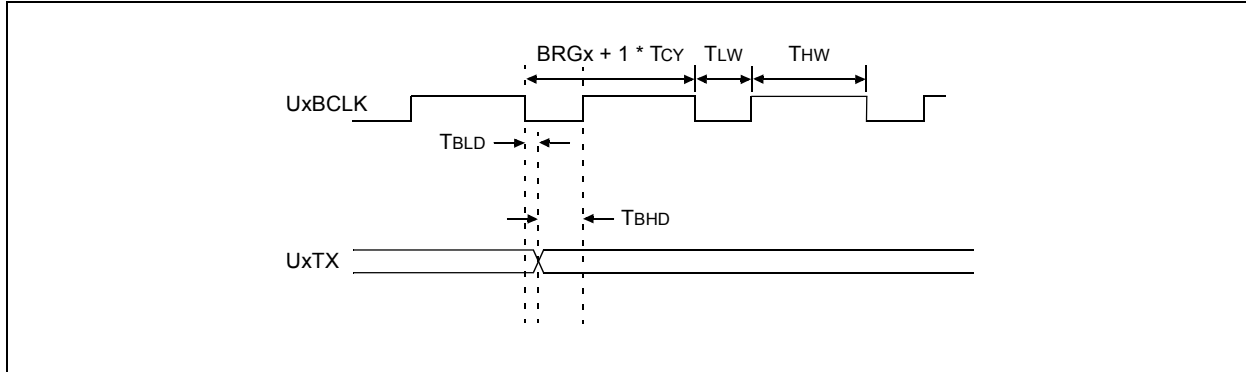 BRGx + 1 * TCY TLW THW
UxBCLK
TBLD
TBHD
UxTX